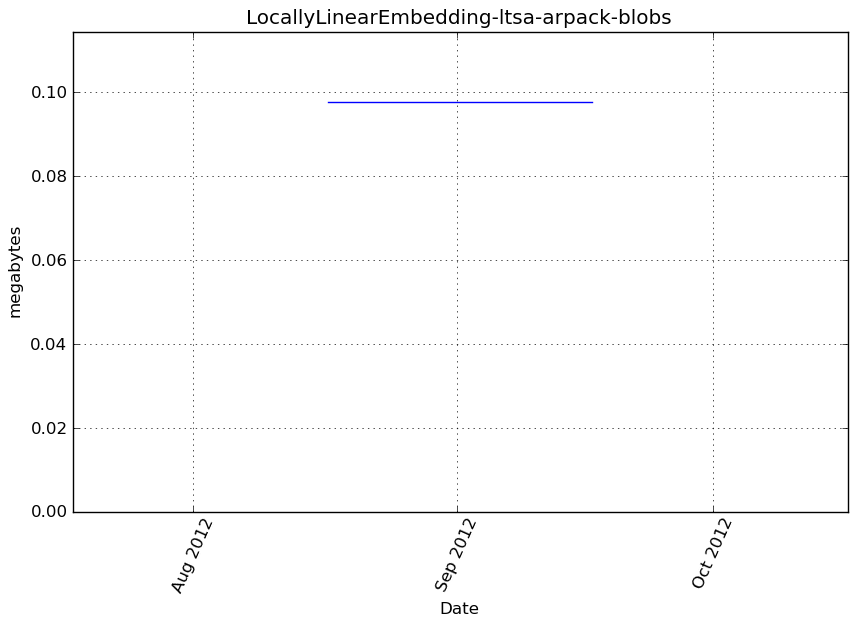 LocallyLinearEmbedding-ltsa-arpack-blobs
0.10
0.08
0.06
0.04
0.02
0.00
megabytes
Aug 2012
Sep 2012
Oct 2012
Date